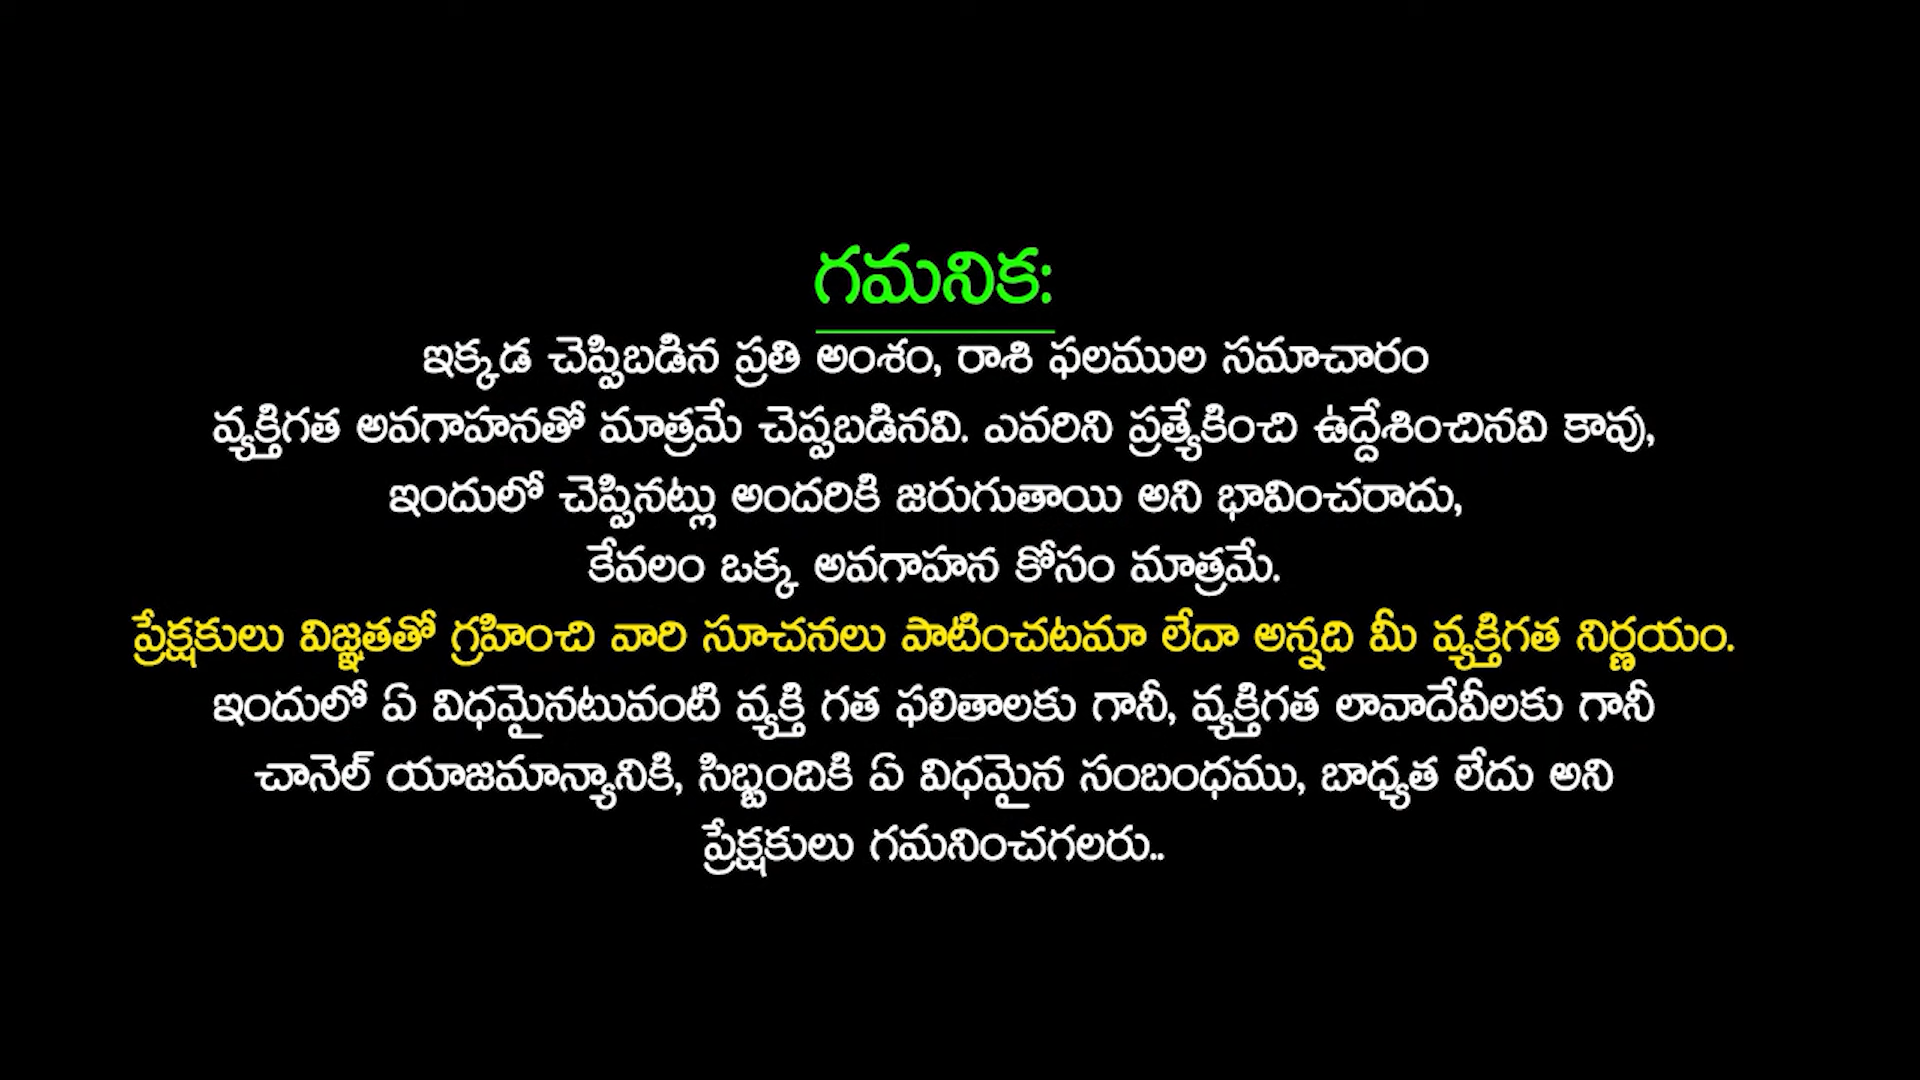 గమనిక:
ఇక్కడ చెప్పిబడిన ప్రతి అంశం, రాశి ఫలముల సమాచారం
వ్యక్తిగత అవగాహనతో మాత్రమే చెప్పబడినవి. ఎవరిని ప్రత్యేకించి ఉద్దేశించినవి కావు,
ఇందులో చెప్పినట్లు అందరికి జరుగుతాయి అని భావించరాదు,
కేవలం ఒక్క అవగాహన కోసం మాత్రమే.
ప్రేక్షకులు విజ్ఞతతో గ్రహించి వారి సూచనలు పాటించటమా లేదా అన్నది మీ వ్యక్తిగత నిర్ణయం.
ఇందులో ఏ విధమైనటువంటి వ్యక్తి గత ఫలితాలకు గానీ, వ్యక్తిగత లావాదేవీలకు గానీ
చానెల్ యాజమాన్యానికి, సిబ్బందికి ఏ విధమైన సంబంధము, బాధ్యత లేదు అని
ప్రేక్షకులు గమనించగలరు..